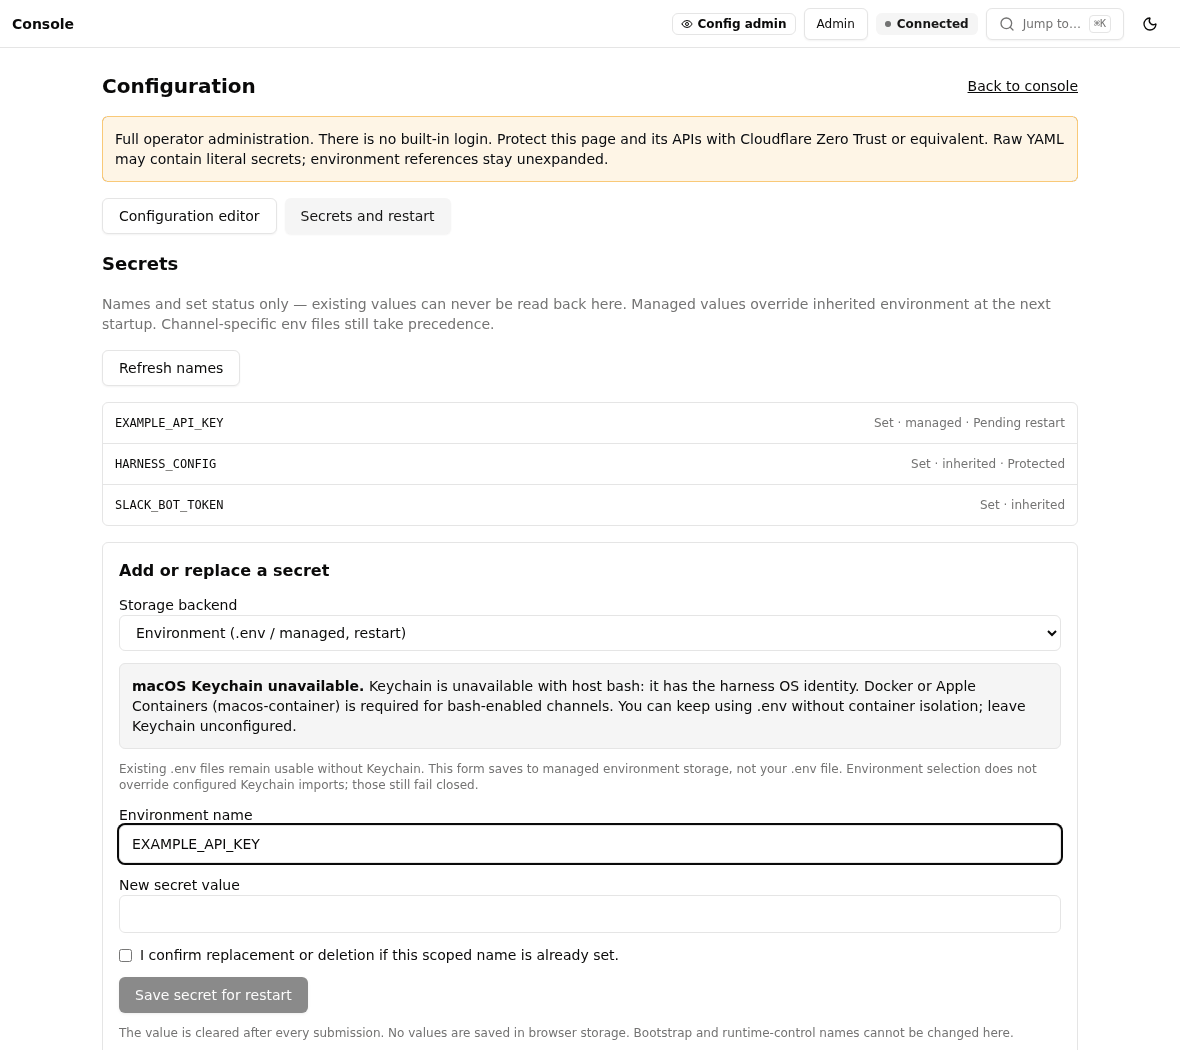 Console
Config admin
Admin
Connected
Jump to... ⌘K
Configuration
Back to console
Full operator administration. There is no built-in login. Protect this page and its APIs with Cloudflare Zero Trust or equivalent. Raw YAML
may contain literal secrets; environment references stay unexpanded.
Configuration editor
Secrets and restart
Secrets
Names and set status only — existing values can never be read back here. Managed values override inherited environment at the next
startup. Channel-specific env files still take precedence.
Refresh names
EXAMPLE_API_KEY
Set · managed · Pending restart
HARNESS_CONFIG
Set · inherited · Protected
SLACK_BOT_TOKEN
Set · inherited
Add or replace a secret
Storage backend
Environment (.env / managed, restart)
macOS Keychain unavailable. Keychain is unavailable with host bash: it has the harness OS identity. Docker or Apple
Containers (macos-container) is required for bash-enabled channels. You can keep using .env without container isolation; leave
Keychain unconfigured.
Existing .env files remain usable without Keychain. This form saves to managed environment storage, not your .env file. Environment selection does not
override configured Keychain imports; those still fail closed.
Environment name
EXAMPLE_API_KEY
New secret value
I confirm replacement or deletion if this scoped name is already set.
Save secret for restart
The value is cleared after every submission. No values are saved in browser storage. Bootstrap and runtime-control names cannot be changed here.